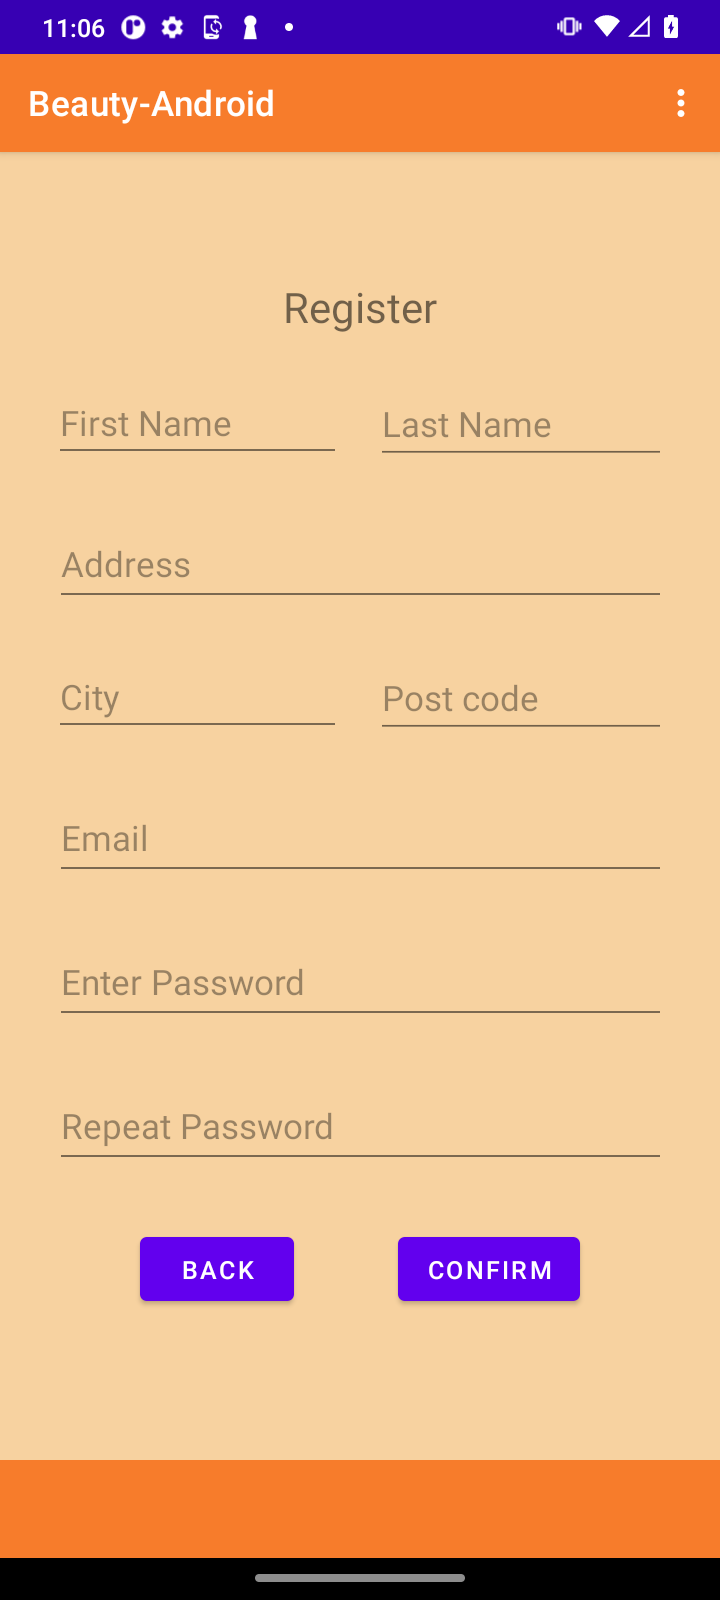 11:06
Beauty-Android
Register
First Name Last Name
Address
City Post code
Email
Enter Password
Repeat Password
BACK CONFIRM